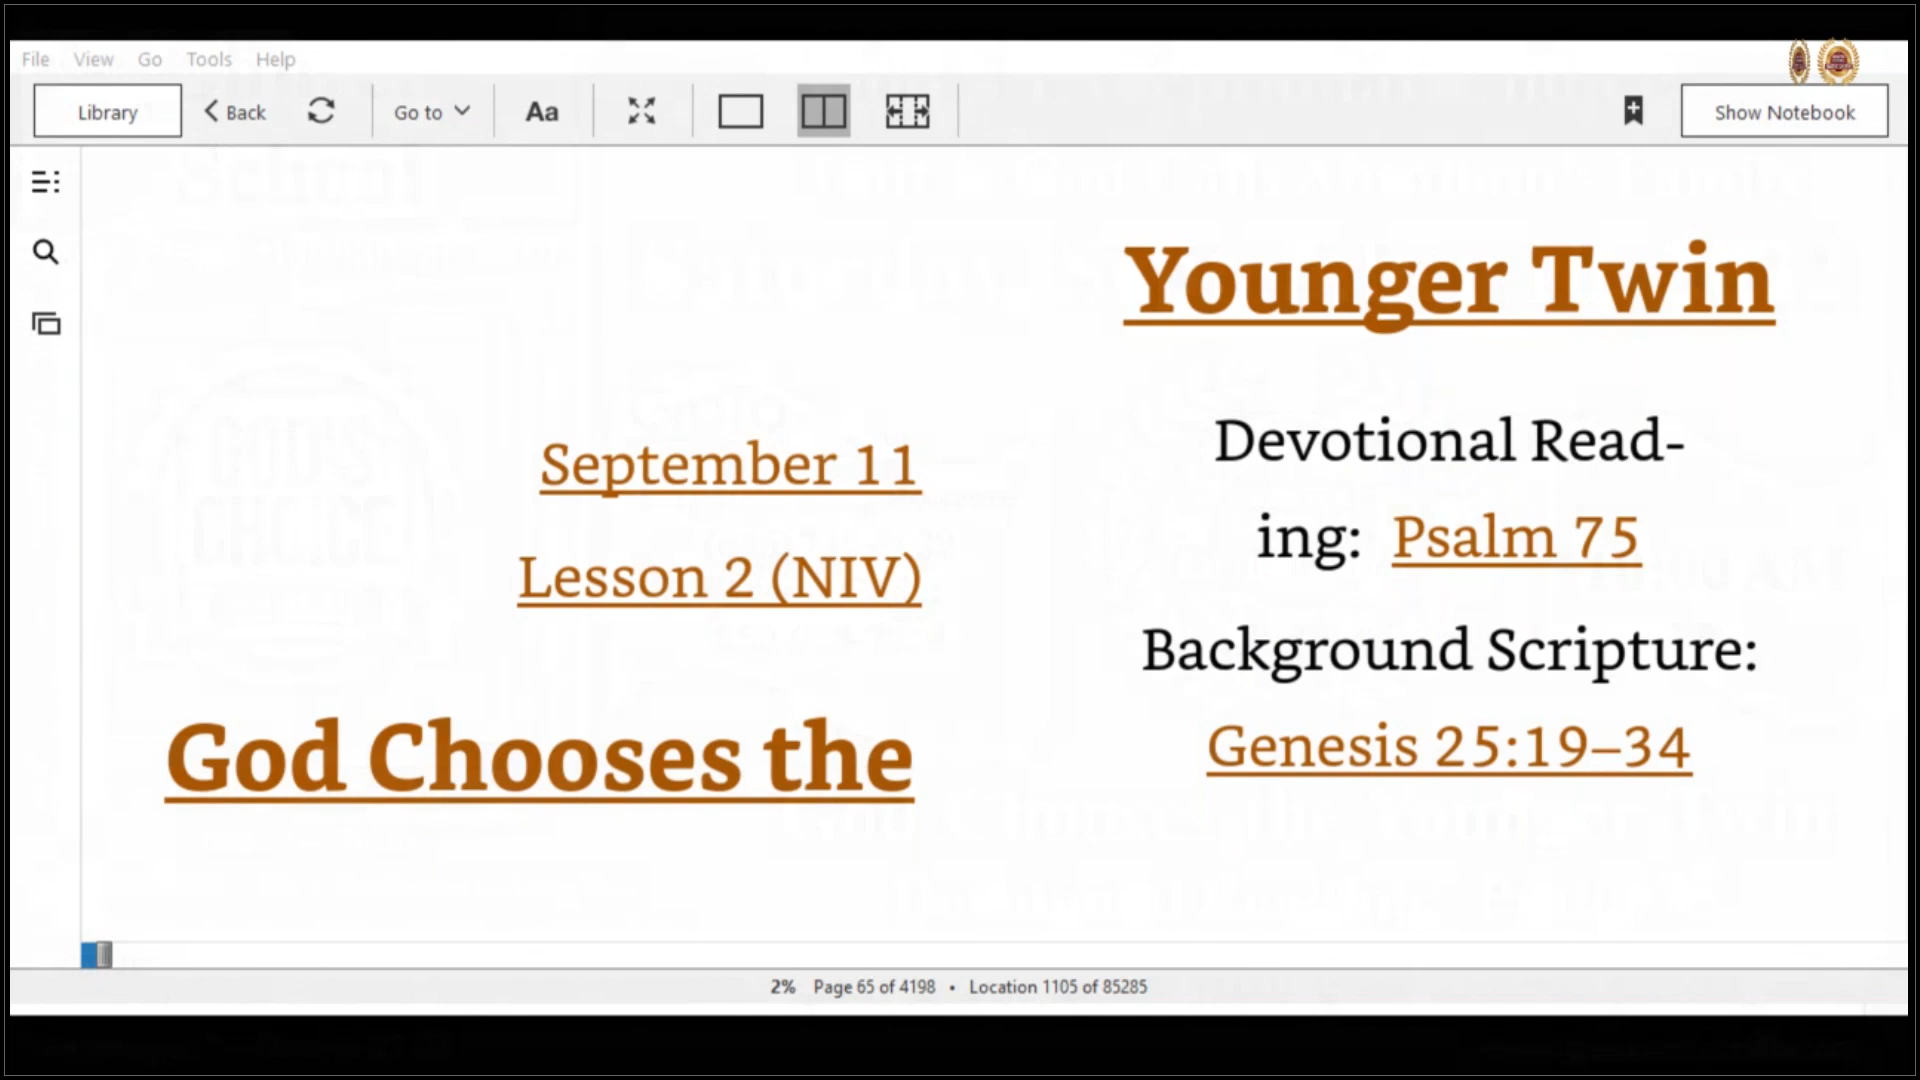 File View Go Tools Help
Library Back Go to Aa Show Notebook
September 11
Lesson 2 (NIV)
God Chooses the
Younger Twin
Devotional Read-
ing: Psalm 75
Background Scripture:
Genesis 25:19–34
2% Page 65 of 4198 • Location 1105 of 85285